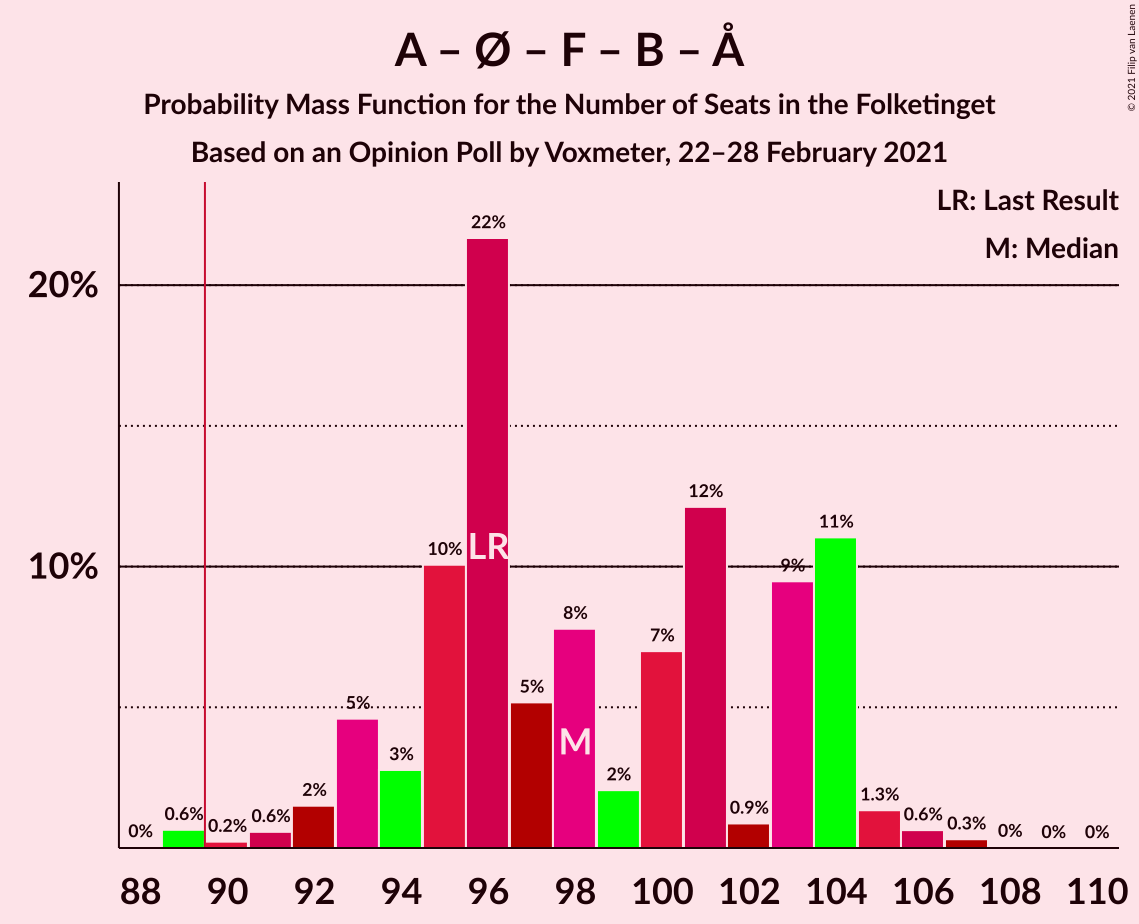 A – Ø – F – B – Å
Probability Mass Function for the Number of Seats in the Folketinget
Based on an Opinion Poll by Voxmeter, 22–28 February 2021
© 2021 Filip van Laenen
LR: Last Result
M: Median
20%
10%
0%
0.6%
0.2%
0.6%
2%
5%
3%
10%
22%
5%
8%
2%
7%
12%
0.9%
9%
11%
1.3%
0.6%
0.3%
0%
0%
0%
LR
M
88 90 92 94 96 98 100 102 104 106 108 110